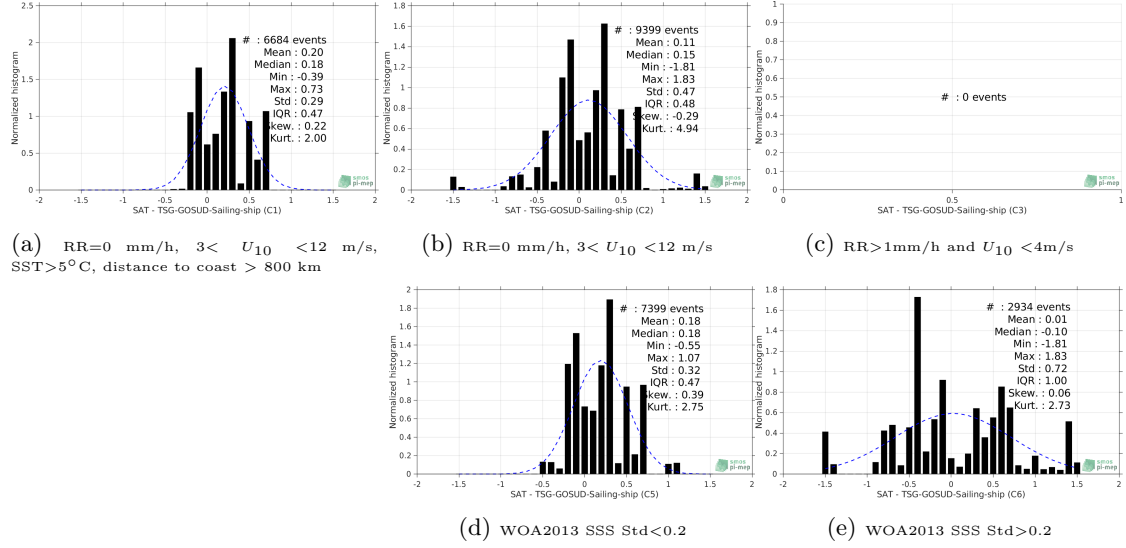 Normalized histogram
2.5
2
1.5
1
0.5
0
-2 -1.5 -1 -0.5 0 0.5 1 1.5 2
# : 6684 events
Mean : 0.20
Median : 0.18
Min : -0.39
Max : 0.73
Std : 0.29
IQR : 0.47
Skew. : 0.22
Kurt. : 2.00
smos
pi-mep
SAT - TSG-GOSUD-Sailing-ship (C1)
(a) RR=0 mm/h, 3< U10 <12 m/s,
SST>5°C, distance to coast > 800 km
Normalized histogram
1.8
1.6
1.4
1.2
1
0.8
0.6
0.4
0.2
0
-2 -1.5 -1 -0.5 0 0.5 1 1.5 2
# : 9399 events
Mean : 0.11
Median : 0.15
Min : -1.81
Max : 1.83
Std : 0.47
IQR : 0.48
Skew. : -0.29
Kurt. : 4.94
smos
pi-mep
SAT - TSG-GOSUD-Sailing-ship (C2)
(b) RR=0 mm/h, 3< U10 <12 m/s
Normalized histogram
1
0.9
0.8
0.7
0.6
0.5
0.4
0.3
0.2
0.1
0
0 0.5 1
# : 0 events
smos
pi-mep
SAT - TSG-GOSUD-Sailing-ship (C3)
(c) RR>1mm/h and U10 <4m/s
Normalized histogram
2
1.8
1.6
1.4
1.2
1
0.8
0.6
0.4
0.2
0
-2 -1.5 -1 -0.5 0 0.5 1 1.5 2
# : 7399 events
Mean : 0.18
Median : 0.18
Min : -0.55
Max : 1.07
Std : 0.32
IQR : 0.47
Skew. : 0.39
Kurt. : 2.75
smos
pi-mep
SAT - TSG-GOSUD-Sailing-ship (C5)
(d) WOA2013 SSS Std<0.2
Normalized histogram
1.8
1.6
1.4
1.2
1
0.8
0.6
0.4
0.2
0
-2 -1.5 -1 -0.5 0 0.5 1 1.5 2
# : 2934 events
Mean : 0.01
Median : -0.10
Min : -1.81
Max : 1.83
Std : 0.72
IQR : 1.00
Skew. : 0.06
Kurt. : 2.73
smos
pi-mep
SAT - TSG-GOSUD-Sailing-ship (C6)
(e) WOA2013 SSS Std>0.2